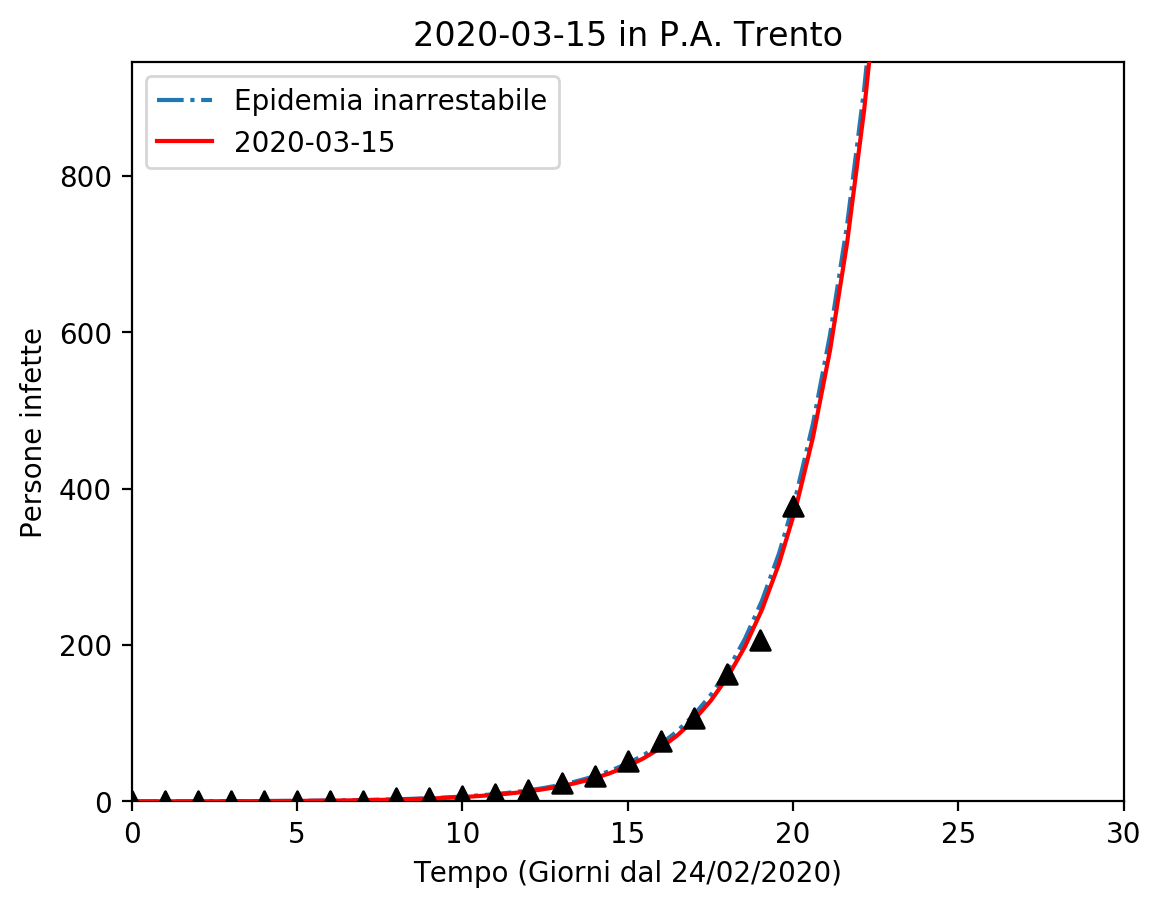 2020-03-15 in P.A. Trento
Epidemia inarrestabile
2020-03-15
Persone infette
800
600
400
200
0
0 5 10 15 20 25 30
Tempo (Giorni dal 24/02/2020)